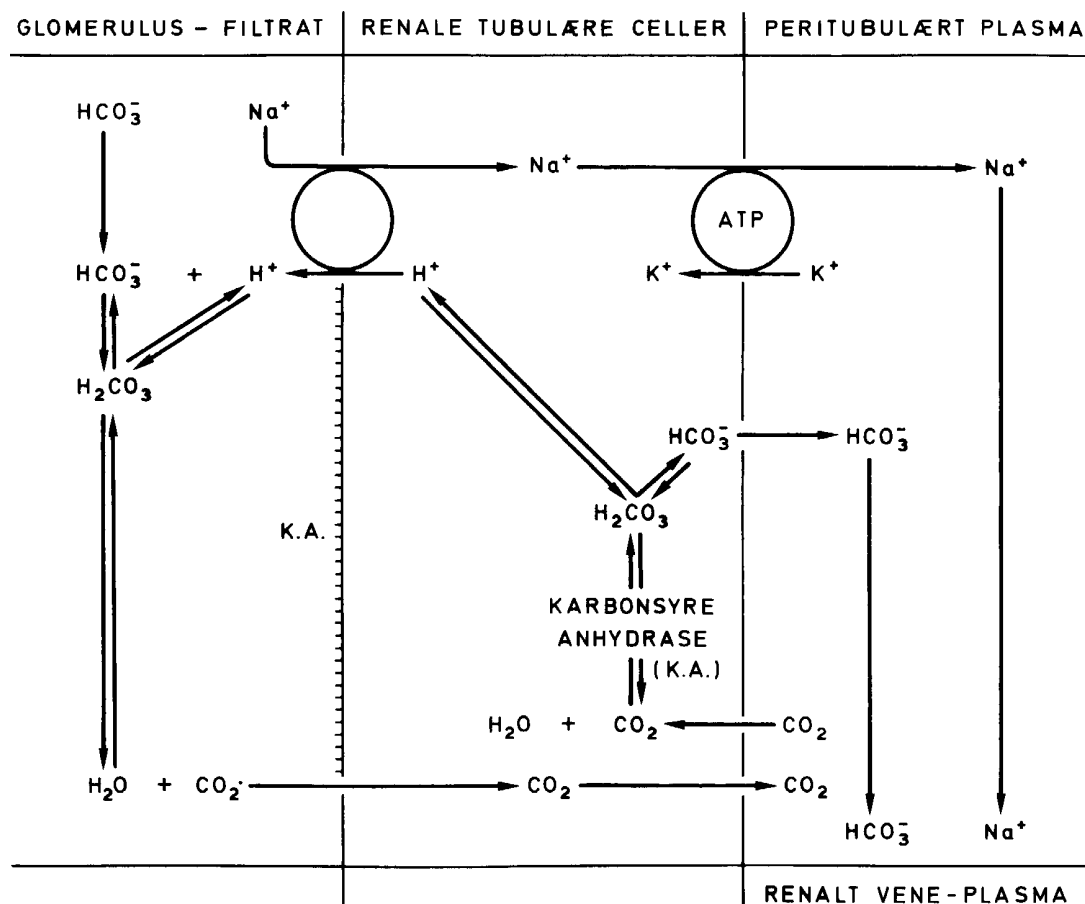 GLOMERULUS – FILTRAT RENALE TUBULÆRE CELLER PERITUBULÆRT PLASMA
HCO₃⁻ Na⁺
Na⁺ Na⁺
ATP
HCO₃⁻ + H⁺ H⁺ K⁺ K⁺
H₂CO₃
HCO₃⁻ HCO₃⁻
H₂CO₃
K.A.
KARBONSYRE
ANHYDRASE
(K.A.)
H₂O + CO₂ CO₂
H₂O + CO₂ CO₂ CO₂
HCO₃⁻ Na⁺
RENALT VENE-PLASMA